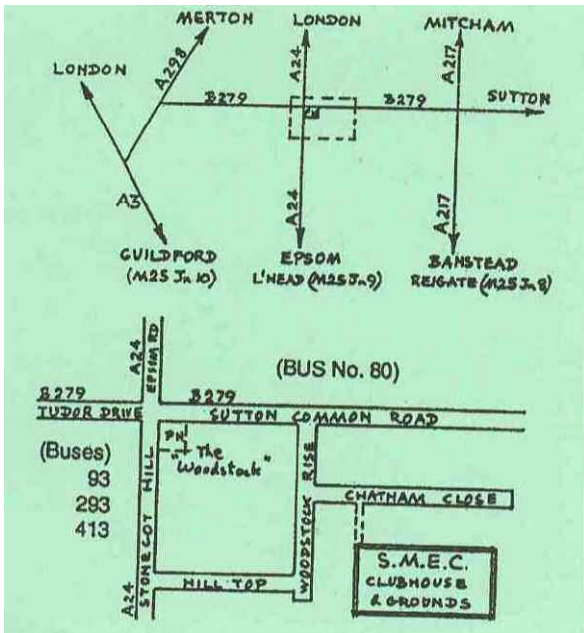 MERTON
LONDON
MITCHAM
LONDON
A298
A24
A217
B279
B279
SUTTON
A3
A24
A217
GUILDFORD
(M25 Jn 10)
EPSOM
L'HEAD (M25 Jn 9)
BANSTEAD
REIGATE (M25 Jn 8)
A24
EPSOM RD
(BUS No. 80)
B279
TUDOR DRIVE
B279
SUTTON COMMON ROAD
(Buses)
93
293
413
PH
"The
Woodstock"
STONECOT HILL
A24
WOODSTOCK RISE
CHATHAM CLOSE
HILL TOP
S.M.E.C.
CLUBHOUSE
& GROUNDS